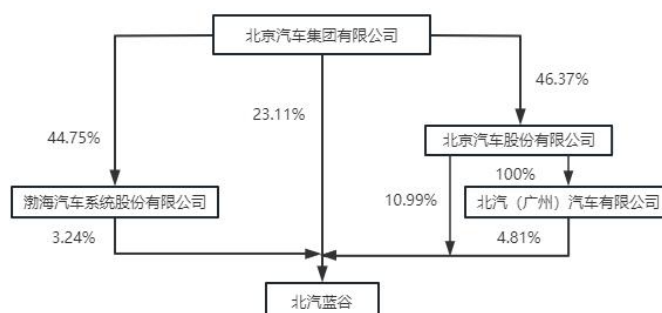 北京汽车集团有限公司
46.37%
23.11%
44.75%
北京汽车股份有限公司
100%
渤海汽车系统股份有限公司
10.99%
北汽（广州）汽车有限公司
3.24%
4.81%
北汽蓝谷